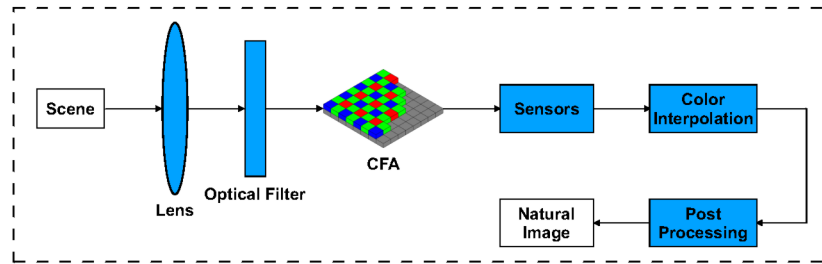 Scene
Lens
Optical Filter
CFA
Sensors
Color
Interpolation
Post
Processing
Natural
Image